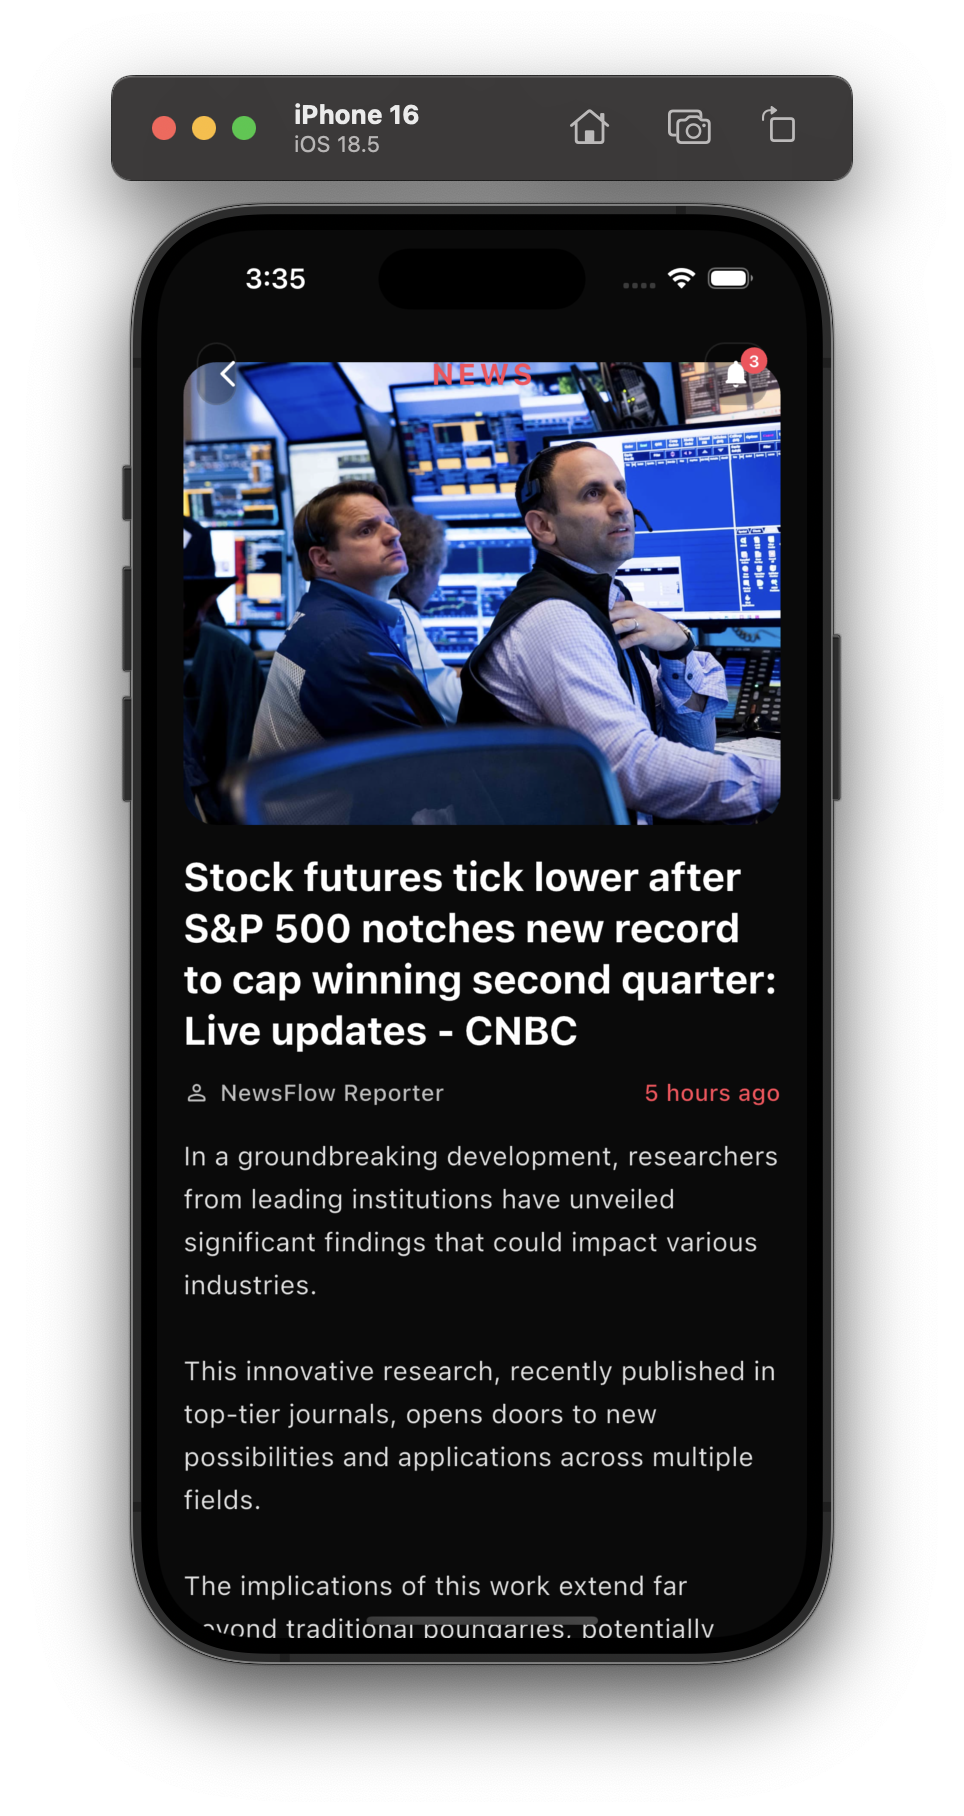 iPhone 16
iOS 18.5
3:35
NEWS
3
Stock futures tick lower after
S&P 500 notches new record
to cap winning second quarter:
Live updates - CNBC
NewsFlow Reporter
5 hours ago
In a groundbreaking development, researchers
from leading institutions have unveiled
significant findings that could impact various
industries.
This innovative research, recently published in
top-tier journals, opens doors to new
possibilities and applications across multiple
fields.
The implications of this work extend far
beyond traditional boundaries, potentially